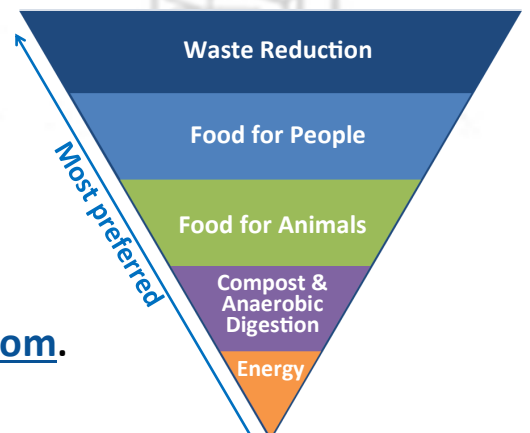 Waste Reduction
Food for People
Most preferred
Food for Animals
Compost &
Anaerobic
Digestion
om.
Energy